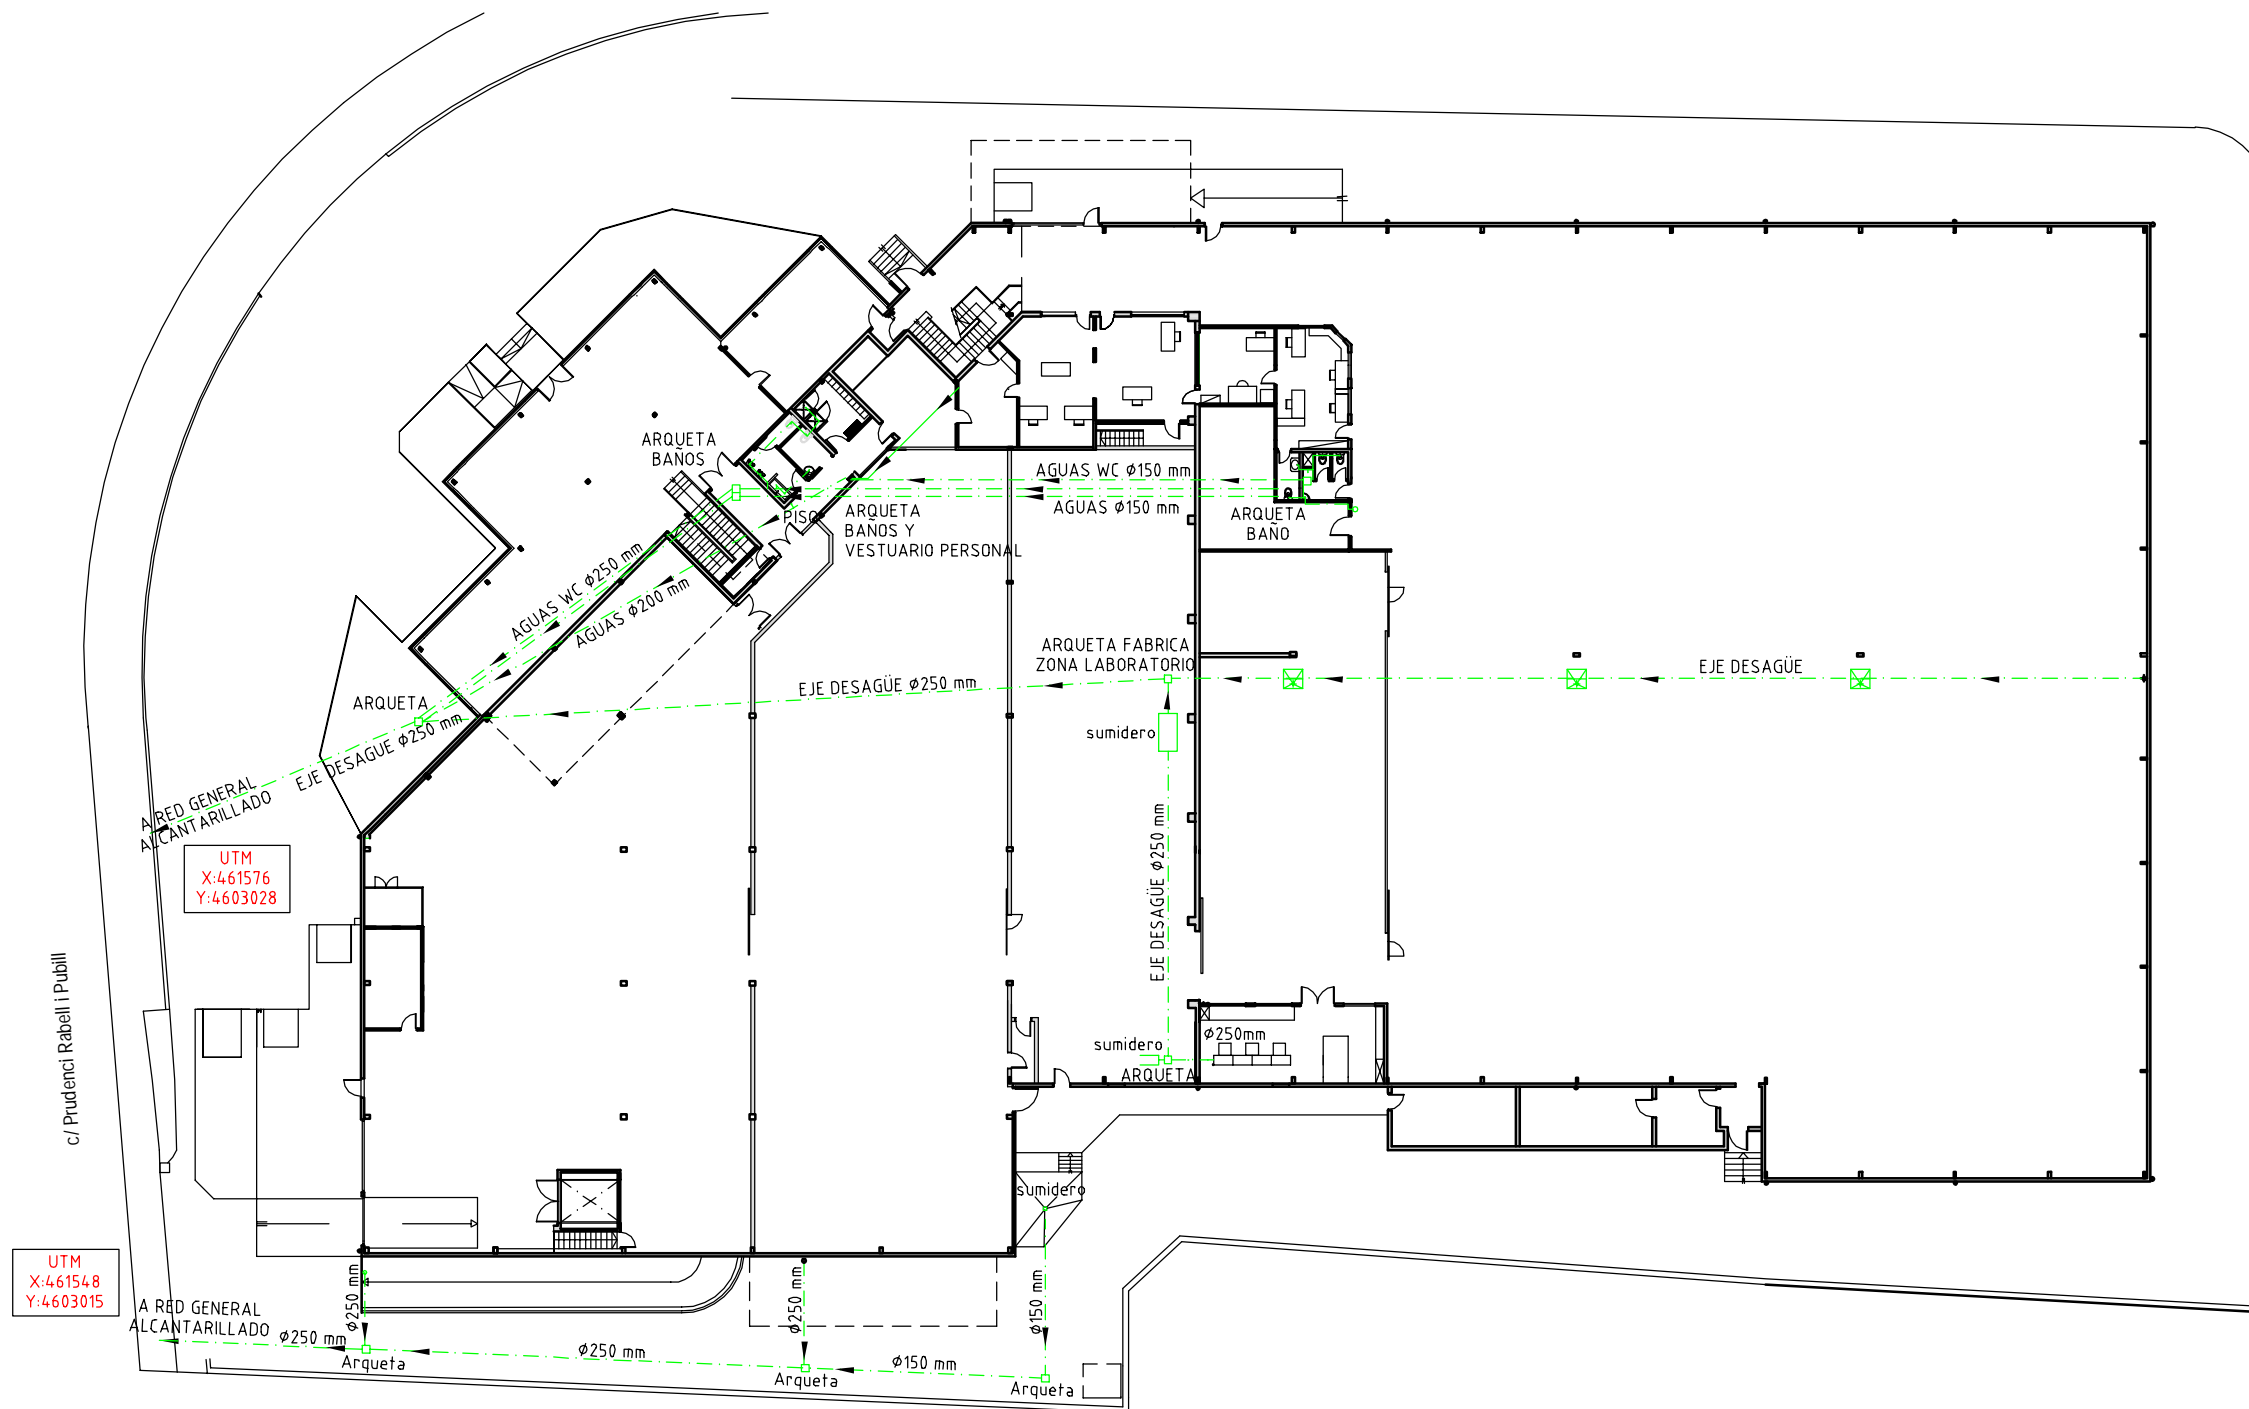 ARQUETA
BAÑOS
AGUAS WC Ø150 mm
AGUAS Ø150 mm
PISO
ARQUETA
BAÑOS Y
VESTUARIO PERSONAL
ARQUETA
BAÑO
AGUAS WC Ø250 mm
AGUAS Ø200 mm
ARQUETA FABRICA
ZONA LABORATORIO
EJE DESAGÜE
EJE DESAGÜE Ø250 mm
ARQUETA
EJE DESAGUE Ø250 mm
sumidero
A RED GENERAL
ALCANTARILLADO
UTM
X:461576
Y:4603028
EJE DESAGÜE Ø250 mm
c/ Prudenci Rabell i Pubill
Ø250mm
sumidero
ARQUETA
sumidero
UTM
X:461548
Y:4603015
A RED GENERAL
ALCANTARILLADO
Ø250 mm
Ø250 mm
Ø250 mm
Ø150 mm
Arqueta
Ø250 mm
Arqueta
Ø150 mm
Arqueta